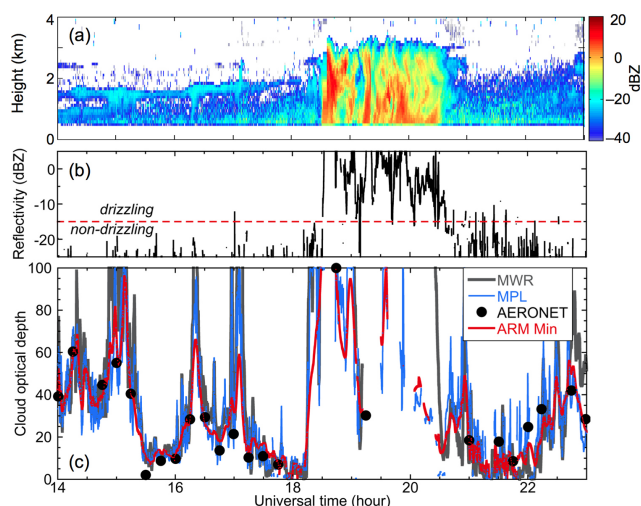 4
2
0
Height (km)
(a)
20
0
−20
−40
dBZ
0
−10
−20
Reflectivity (dBZ)
(b)
drizzling
non-drizzling
100
80
60
40
20
0
Cloud optical depth
MWR
MPL
AERONET
ARM Min
(c)
14 16 18 20 22
Universal time (hour)